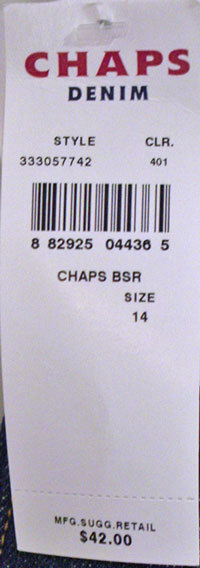 CHAPS
DENIM
STYLE CLR.
333057742 401
8 82925 04436 5
CHAPS BSR
SIZE
14
MFG.SUGG.RETAIL
$42.00